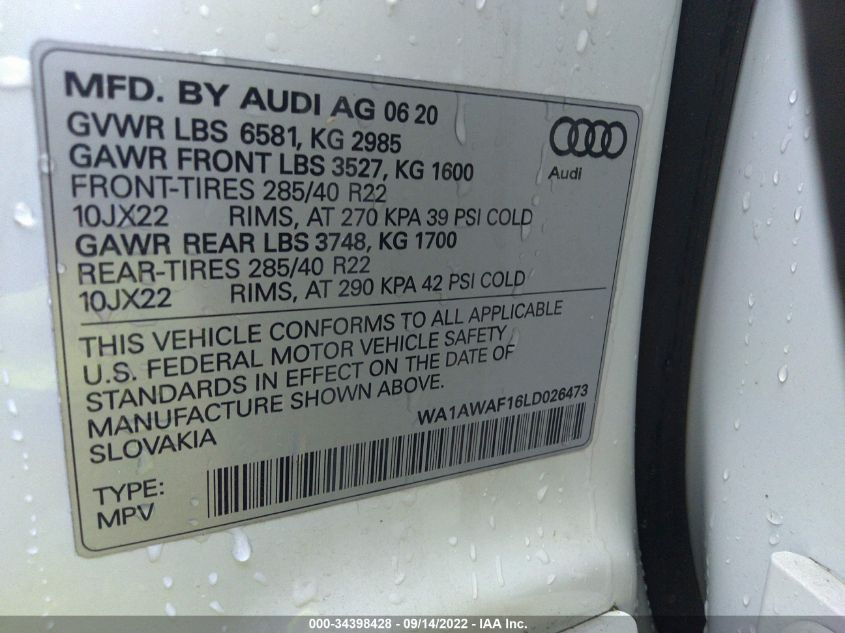 MFD. BY AUDI AG 06 20
GVWR LBS 6581, KG 2985
GAWR FRONT LBS 3527, KG 1600
FRONT-TIRES 285/40 R22
10JX22 RIMS, AT 270 KPA 39 PSI COLD
GAWR REAR LBS 3748, KG 1700
REAR-TIRES 285/40 R22
10JX22 RIMS, AT 290 KPA 42 PSI COLD
Audi
THIS VEHICLE CONFORMS TO ALL APPLICABLE
U.S. FEDERAL MOTOR VEHICLE SAFETY
STANDARDS IN EFFECT ON THE DATE OF
MANUFACTURE SHOWN ABOVE.
SLOVAKIA
WA1AWAF16LD026473
TYPE:
MPV
000-34398428 - 09/14/2022 - IAA Inc.